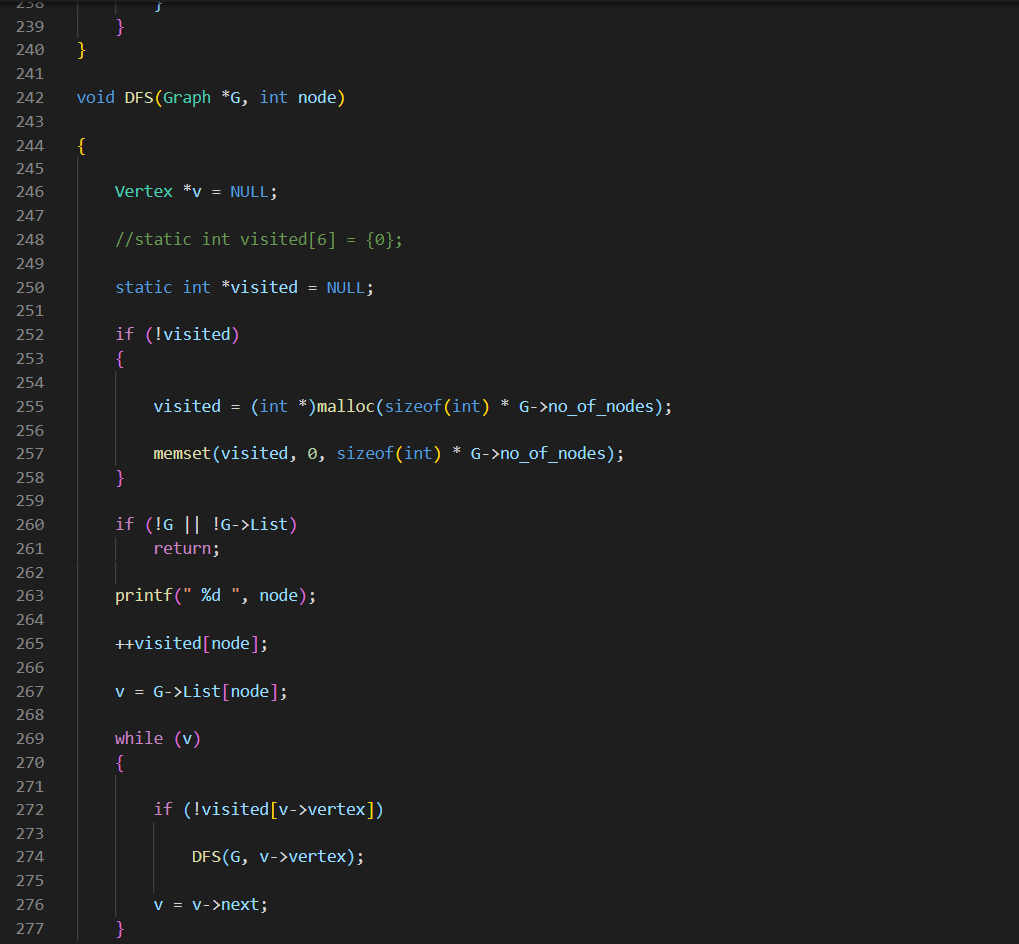 238 }
239 }
240 }
241
242 void DFS(Graph *G, int node)
243
244 {
245
246 Vertex *v = NULL;
247
248 //static int visited[6] = {0};
249
250 static int *visited = NULL;
251
252 if (!visited)
253 {
254
255 visited = (int *)malloc(sizeof(int) * G->no_of_nodes);
256
257 memset(visited, 0, sizeof(int) * G->no_of_nodes);
258 }
259
260 if (!G || !G->List)
261 return;
262
263 printf(" %d ", node);
264
265 ++visited[node];
266
267 v = G->List[node];
268
269 while (v)
270 {
271
272 if (!visited[v->vertex])
273
274 DFS(G, v->vertex);
275
276 v = v->next;
277 }